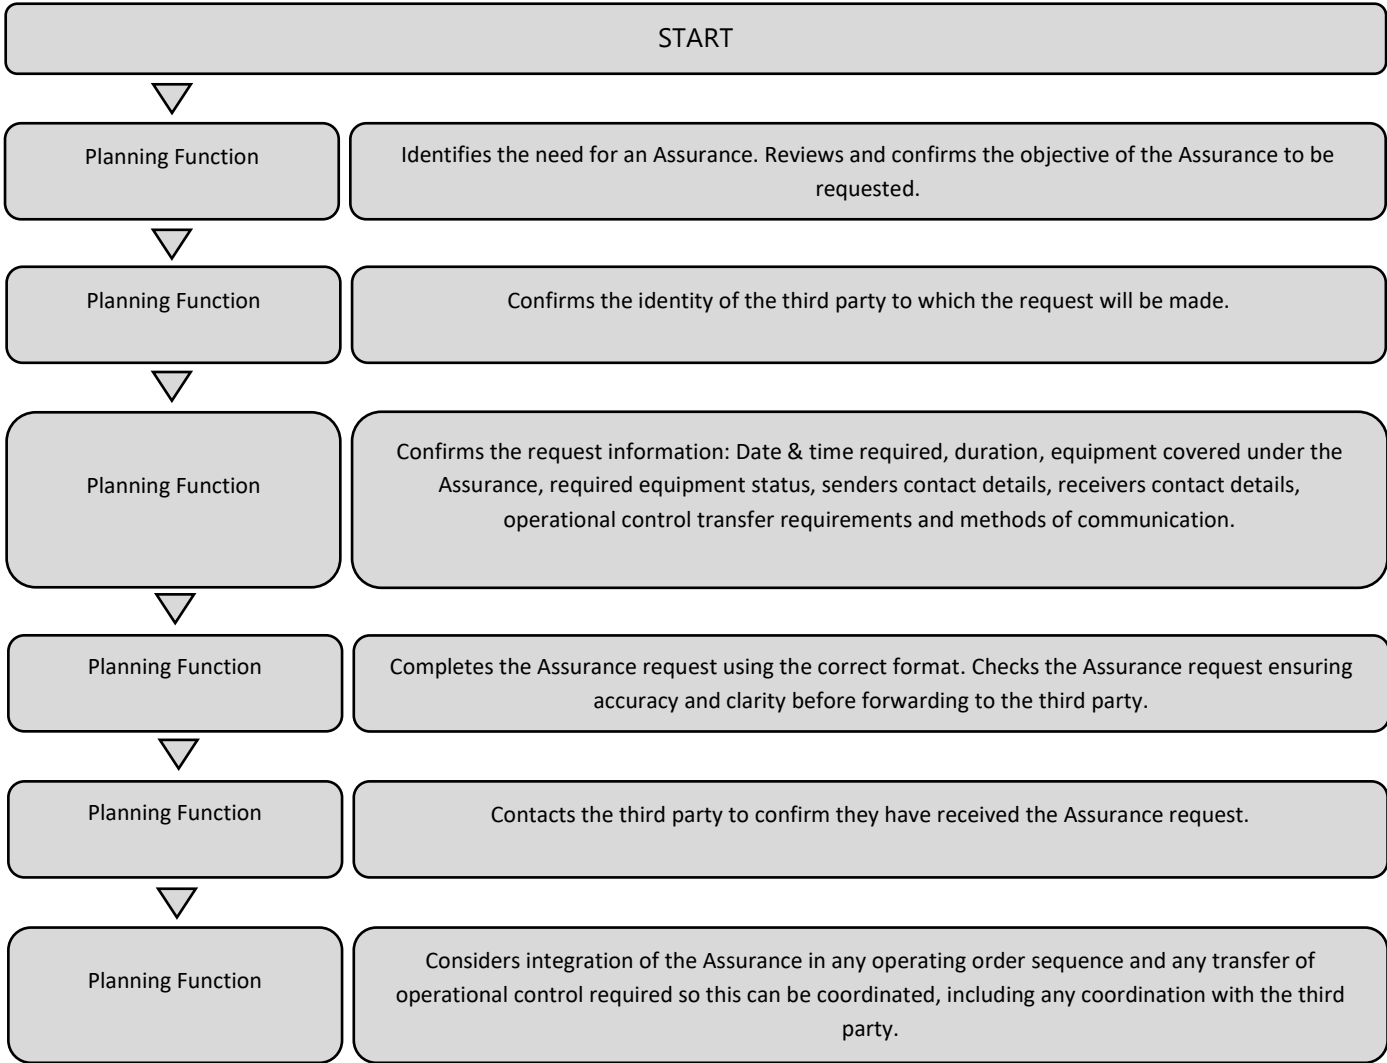 START
Planning Function
Identifies the need for an Assurance. Reviews and confirms the objective of the Assurance to be
requested.
Planning Function
Confirms the identity of the third party to which the request will be made.
Planning Function
Confirms the request information: Date & time required, duration, equipment covered under the
Assurance, required equipment status, senders contact details, receivers contact details,
operational control transfer requirements and methods of communication.
Planning Function
Completes the Assurance request using the correct format. Checks the Assurance request ensuring
accuracy and clarity before forwarding to the third party.
Planning Function
Contacts the third party to confirm they have received the Assurance request.
Planning Function
Considers integration of the Assurance in any operating order sequence and any transfer of
operational control required so this can be coordinated, including any coordination with the third
party.